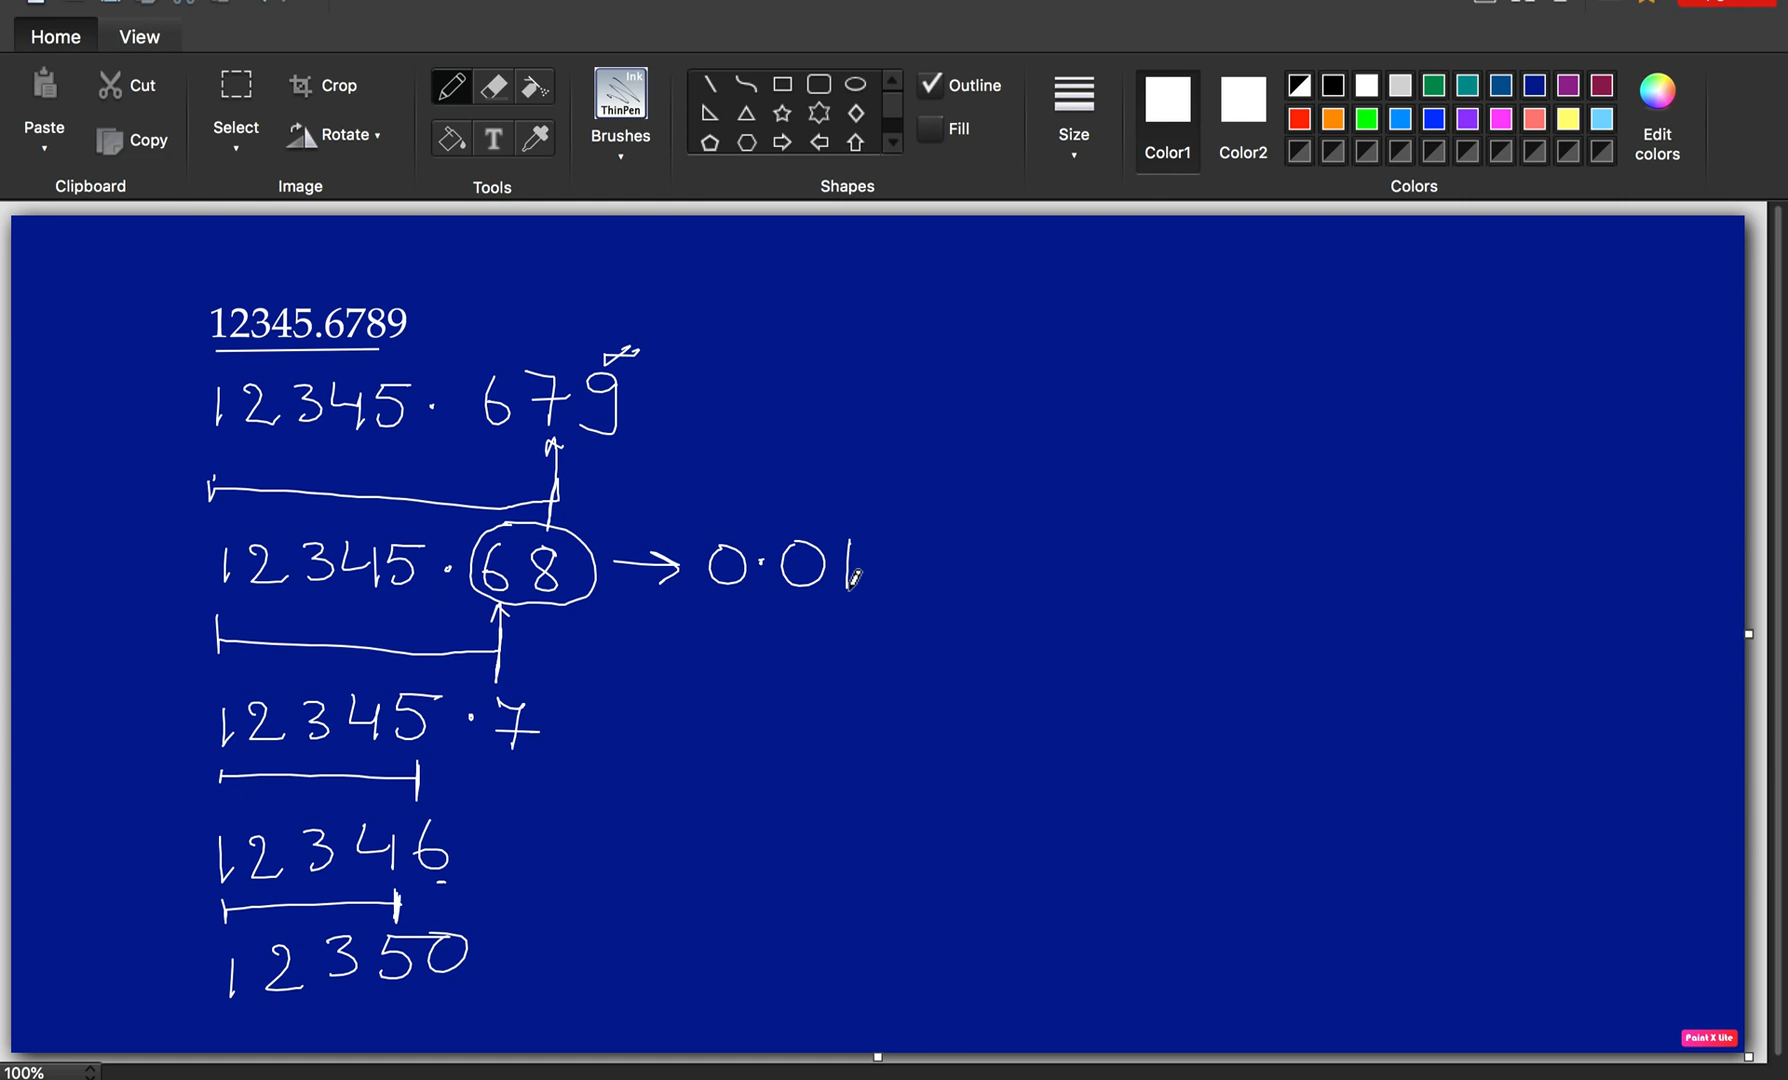 Home View
Cut
Copy
Paste
Clipboard
Select
Crop
Rotate
Image
T
Tools
Ink
ThinPen
Brushes
Outline
Fill
Shapes
Size
Color1
Color2
Edit
colors
Colors
12345.6789
12345.679
12345.68 → 0.01
12345.7
12346
12350
Paint X lite
100%